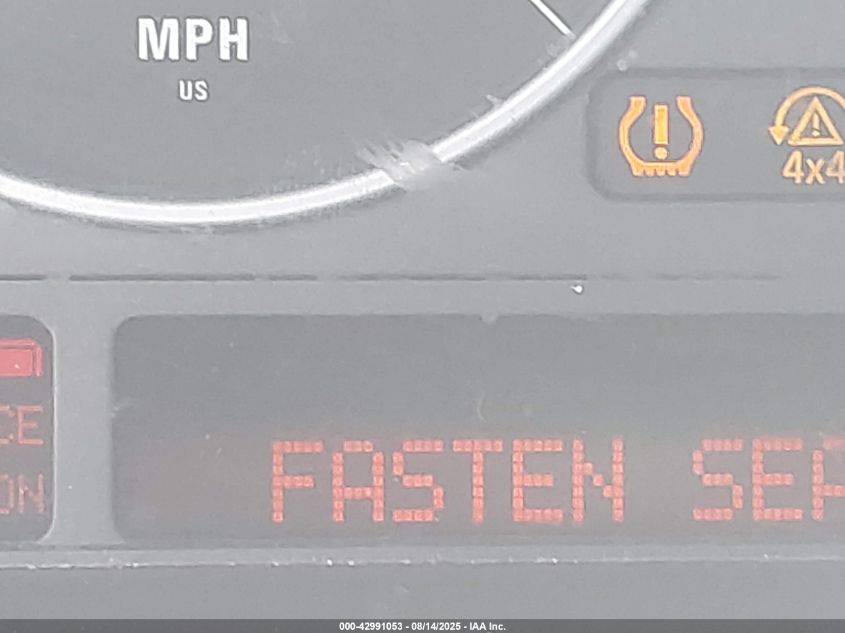 MPH
US
4x4
CE
ON
FASTEN SEA
000-42991053 - 08/14/2025 - IAA Inc.